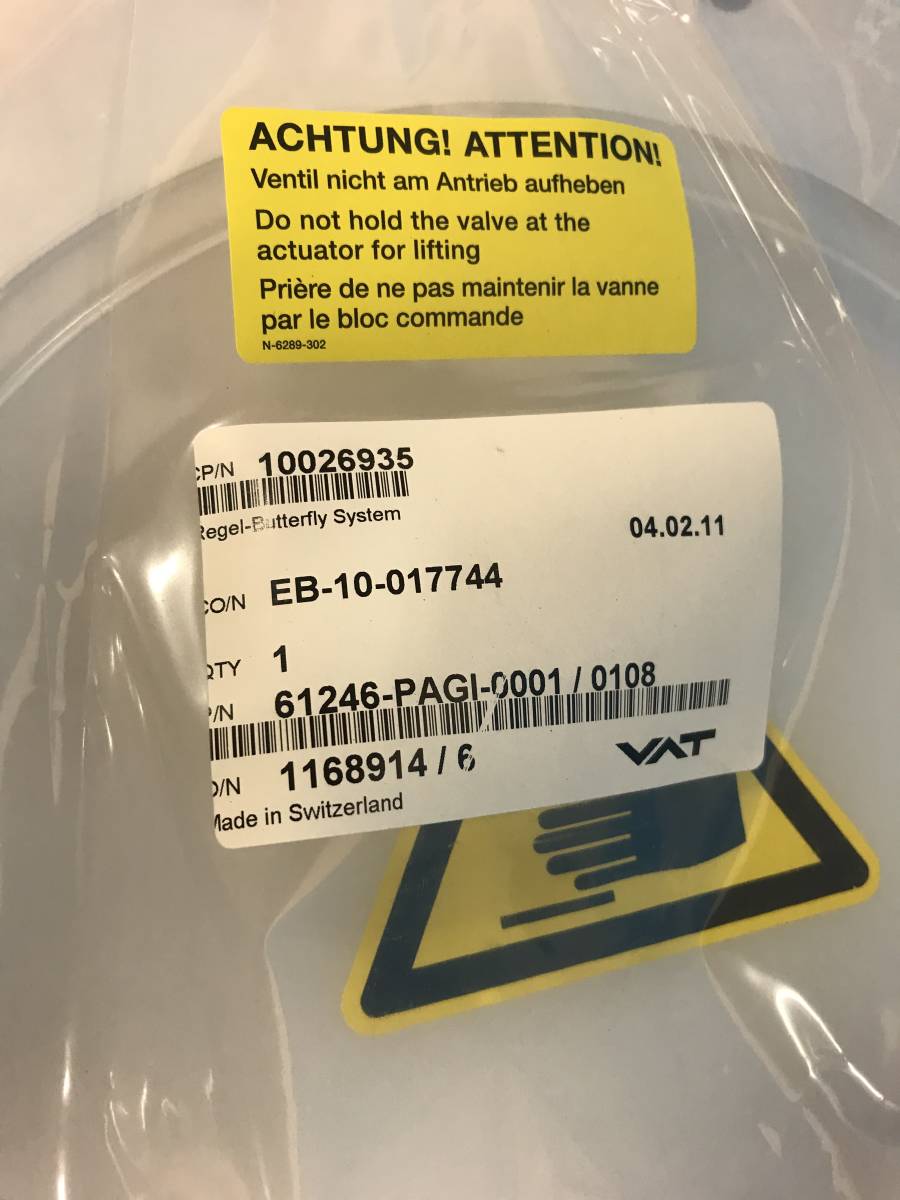 ACHTUNG! ATTENTION!
Ventil nicht am Antrieb aufheben
Do not hold the valve at the
actuator for lifting
Prière de ne pas maintenir la vanne
par le bloc commande
N-6289-302
CP/N 10026935
Regel-Butterfly System
04.02.11
CO/N EB-10-017744
QTY 1
P/N 61246-PAGI-0001 / 0108
O/N 1168914 / 6
VAT
Made in Switzerland